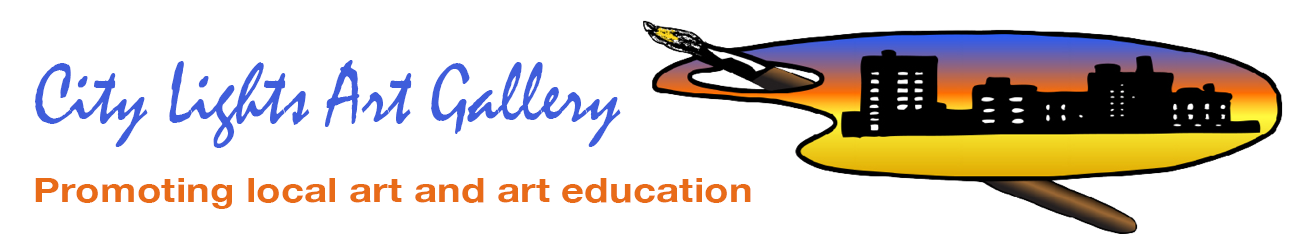 City Lights Art Gallery
Promoting local art and art education